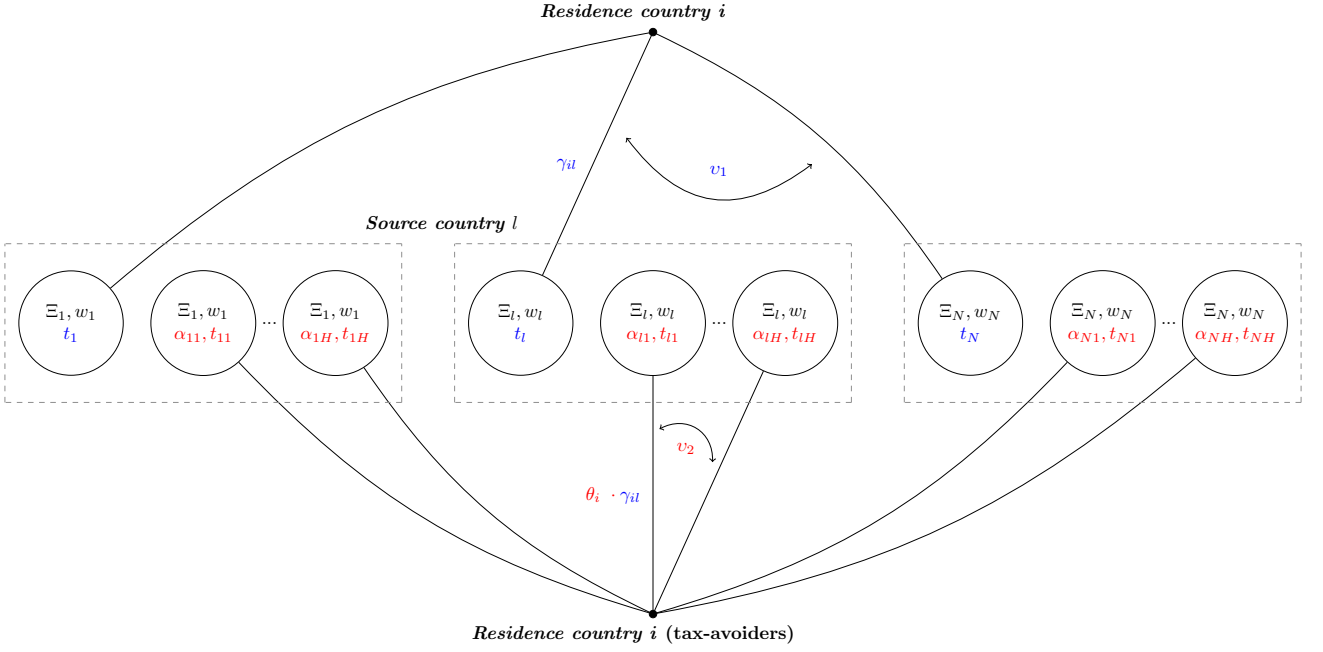 Residence country i
γ_il
υ_1
Source country l
Ξ_1, w_1
t_1
Ξ_1, w_1
α_11, t_11
...
Ξ_1, w_1
α_1H, t_1H
Ξ_l, w_l
t_l
Ξ_l, w_l
α_l1, t_l1
...
Ξ_l, w_l
α_lH, t_lH
Ξ_N, w_N
t_N
Ξ_N, w_N
α_N1, t_N1
...
Ξ_N, w_N
α_NH, t_NH
υ_2
θ_i · γ_il
Residence country i (tax-avoiders)